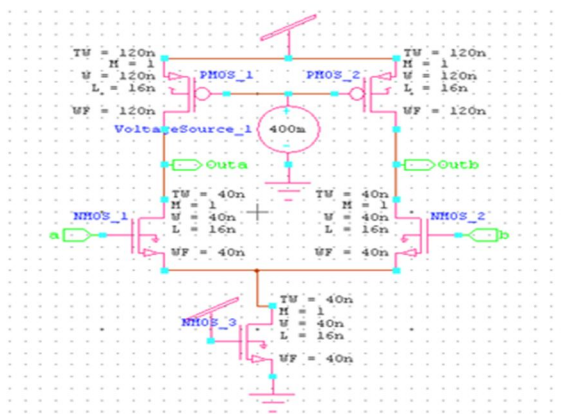 TW = 120n
M = 1
W = 120n
L = 16n
WF = 120n
PMOS_1
PMOS_2
TW = 120n
M = 1
W = 120n
L = 16n
WF = 120n
VoltageSource_1
400m
Outa
Outb
NMOS_1
TW = 40n
M = 1
W = 40n
L = 16n
WF = 40n
TW = 40n
M = 1
W = 40n
L = 16n
WF = 40n
NMOS_2
a
b
NMOS_3
TW = 40n
M = 1
W = 40n
L = 16n
WF = 40n